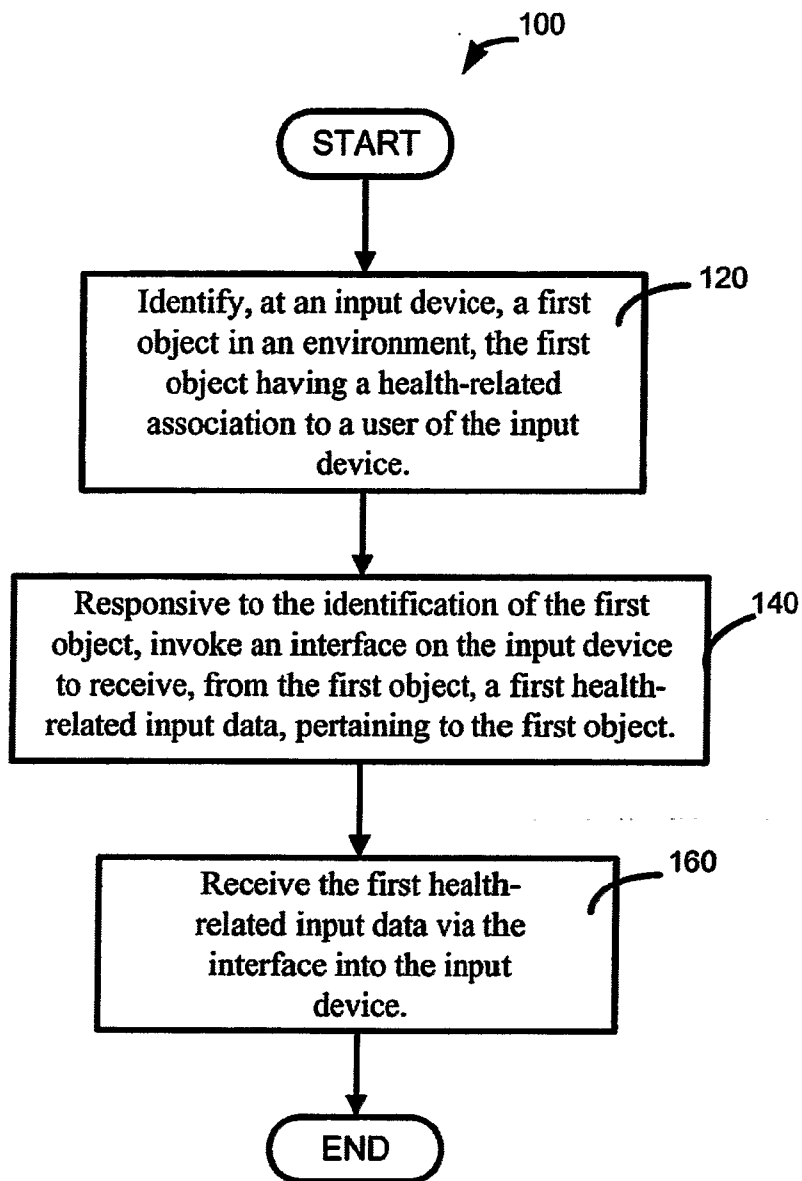 100
START
120
Identify, at an input device, a first
object in an environment, the first
object having a health-related
association to a user of the input
device.
140
Responsive to the identification of the first
object, invoke an interface on the input device
to receive, from the first object, a first health-
related input data, pertaining to the first object.
160
Receive the first health-
related input data via the
interface into the input
device.
END